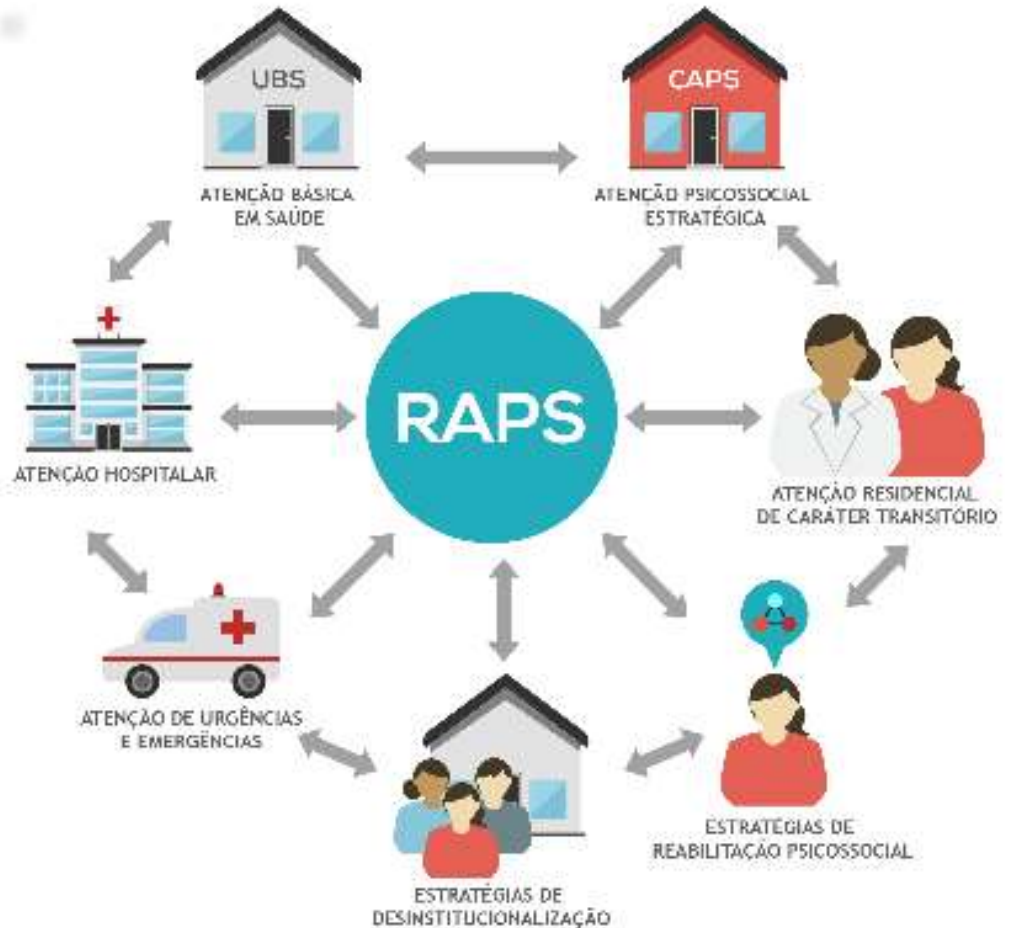 UBS
ATENÇÃO BÁSICA
EM SAÚDE
CAPS
ATENÇÃO PSICOSSOCIAL
ESTRATÉGICA
RAPS
ATENÇÃO HOSPITALAR
ATENÇÃO RESIDENCIAL
DE CARÁTER TRANSITÓRIO
ATENÇÃO DE URGÊNCIAS
E EMERGÊNCIAS
ESTRATÉGIAS DE
REABILITAÇÃO PSICOSSOCIAL
ESTRATÉGIAS DE
DESINSTITUCIONALIZAÇÃO